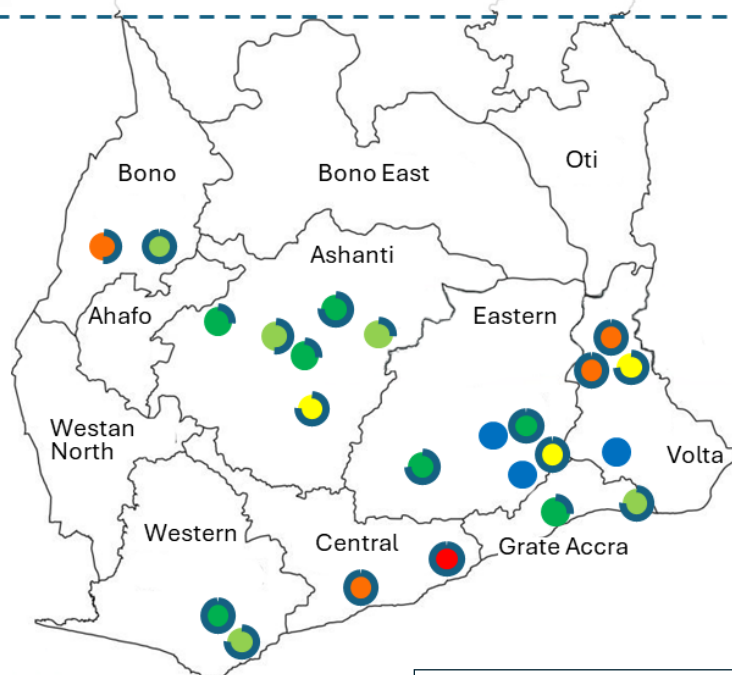 Bono
Bono East
Oti
Ashanti
Ahafo
Eastern
Westan
North
Volta
Western
Central
Grate Accra